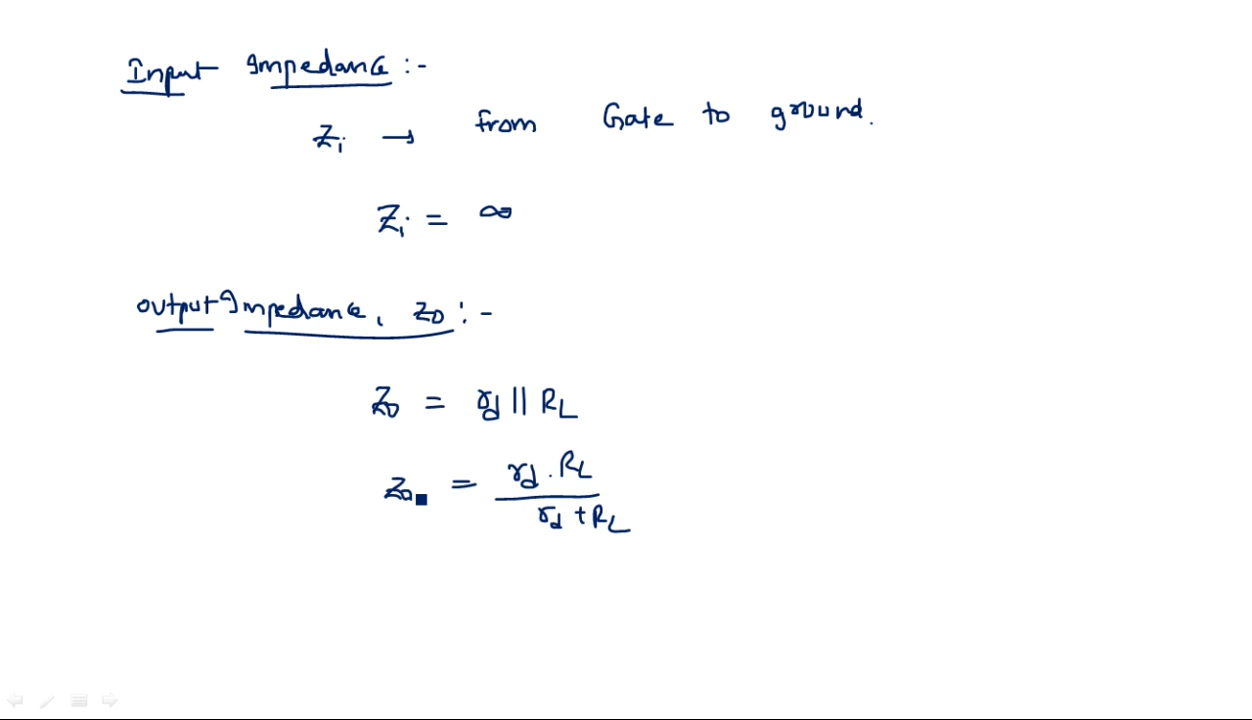 Input Impedance :-
Zi → from Gate to ground.
Zi = ∞
output Impedance, Zo :-
Zo = rd || RL
Zo = rd . RL
rd + RL